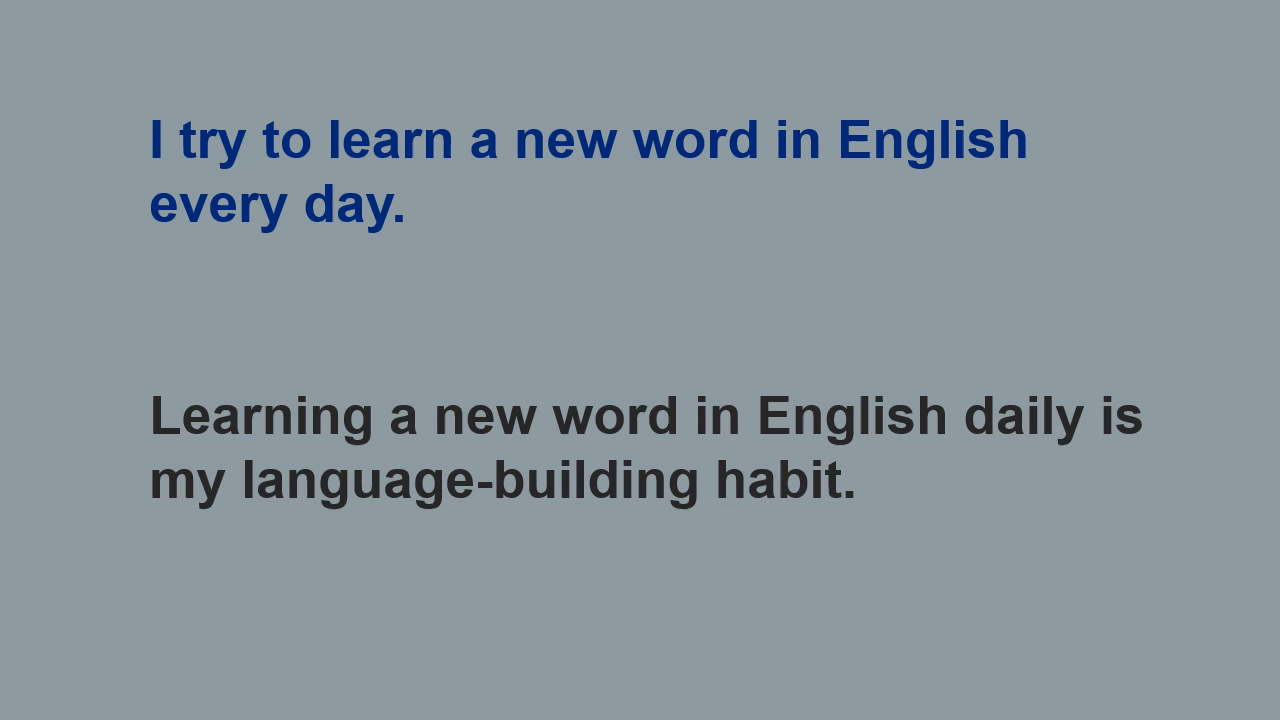 I try to learn a new word in English
every day.
Learning a new word in English daily is
my language-building habit.